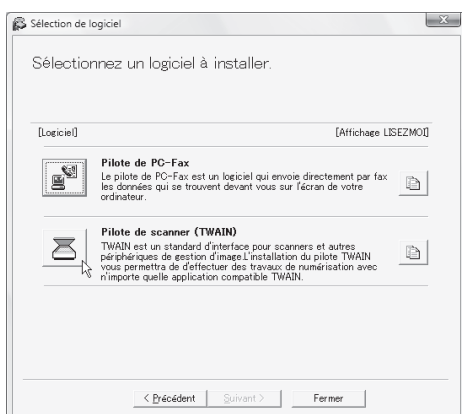 Sélection de logiciel
Sélectionnez un logiciel à installer.
[Logiciel] [Affichage LISEZMOI]
Pilote de PC-Fax
Le pilote de PC-Fax est un logiciel qui envoie directement par fax
les données qui se trouvent devant vous sur l'écran de votre
ordinateur.
Pilote de scanner (TWAIN)
TWAIN est un standard d'interface pour scanners et autres
périphériques de gestion d'image.L'installation du pilote TWAIN
vous permettra de d'effectuer des travaux de numérisation avec
n'importe quelle application compatible TWAIN.
< Précédent Suivant > Fermer